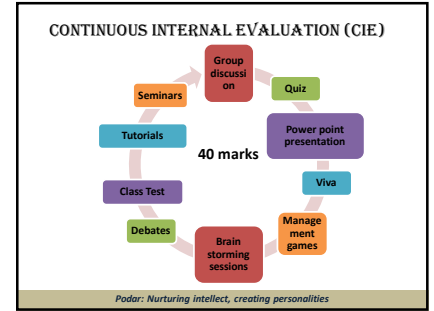 CONTINUOUS INTERNAL EVALUATION (CIE)
Group
discussi
on
Quiz
Power point
presentation
Viva
Manage
ment
games
Brain
storming
sessions
Debates
Class Test
Tutorials
Seminars
40 marks
Podar: Nurturing intellect, creating personalities